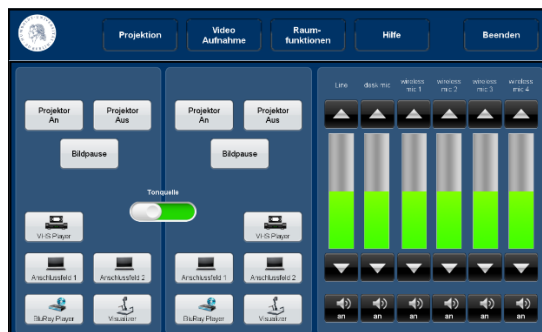 Projektion
Video
Aufnahme
Raum-
funktionen
Hilfe
Beenden
Projektor
An
Projektor
Aus
Bildpause
Projektor
An
Projektor
Aus
Bildpause
Tonquelle
VHS Player
VHS Player
Anschlussfeld 1
Anschlussfeld 2
Anschlussfeld 1
Anschlussfeld 2
BluRay Player
Visualizer
BluRay Player
Visualizer
Line
desk mic
wireless
mic 1
wireless
mic 2
wireless
mic 3
wireless
mic 4
an
an
an
an
an
an